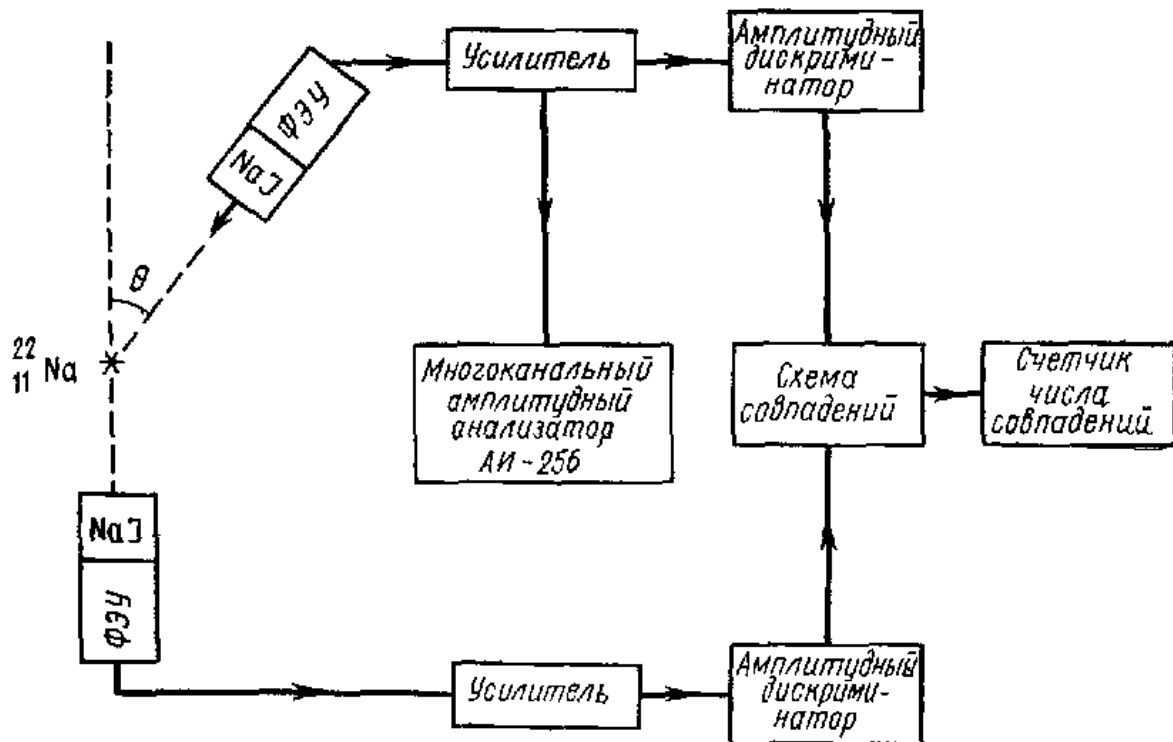 Усилитель
Амплитудный
дискрими-
натор
ФЭУ
NaJ
θ
22
11 Na
Многоканальный
амплитудный
анализатор
АИ-256
Схема
совпадений
Счетчик
числа
совпадений
NaJ
ФЭУ
Усилитель
Амплитудный
дискрими-
натор